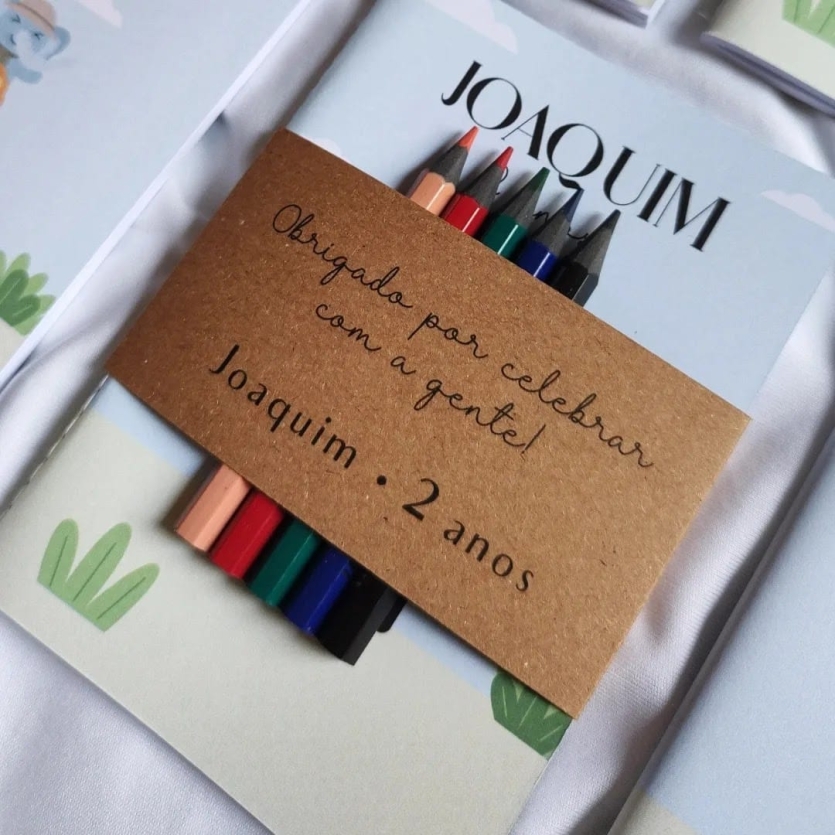 JOAQUIM
Obrigado por celebrar
com a gente!
Joaquim • 2 anos